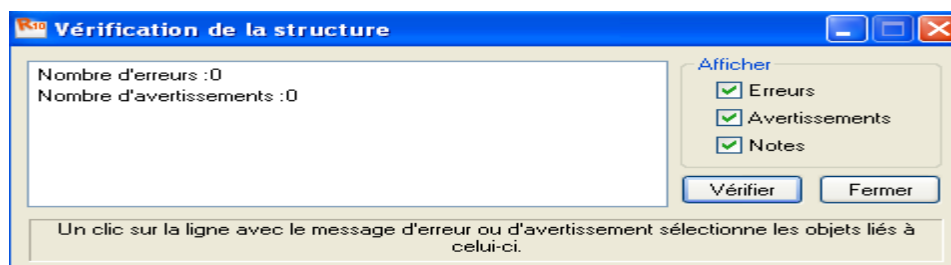 R10 Vérification de la structure
Nombre d'erreurs :0
Nombre d'avertissements :0
Afficher
Erreurs
Avertissements
Notes
Vérifier
Fermer
Un clic sur la ligne avec le message d'erreur ou d'avertissement sélectionne les objets liés à
celui-ci.